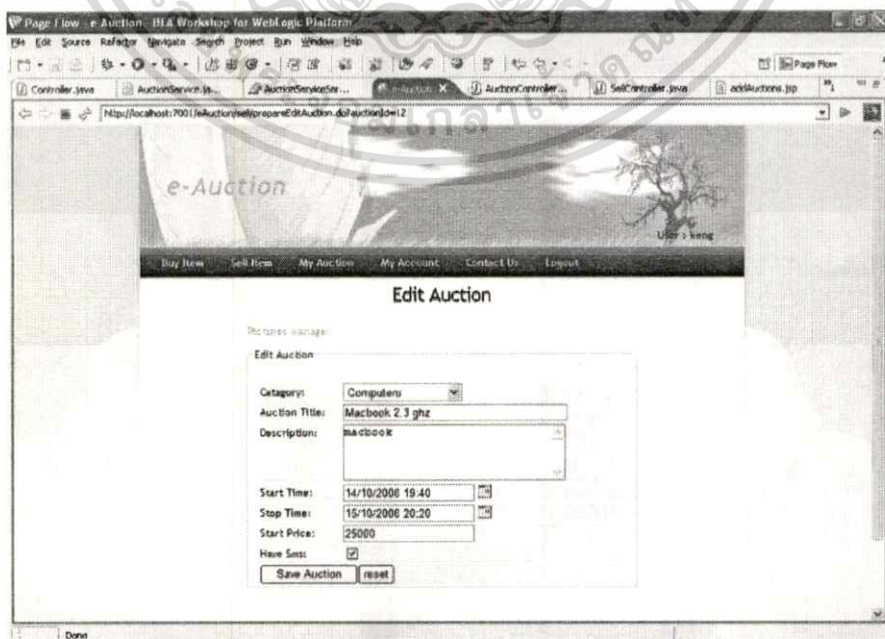 Page Flow - e-Auction - BEA Workshop for WebLogic Platform
File Edit Source Refactor Navigate Search Project Run Window Help
Page Flow
Controller.java AuctionService.ja... AuctionServiceSer... e-Auction AuctionController... SellController.java addAuctions.jsp
http://localhost:7001/eAuction/sell/prepareEditAuction.do?auctionId=12
e-Auction
User : keng
Buy Item Sell Item My Auction My Account Contact Us Logout
Edit Auction
Pictures manager
Edit Auction
Catagory: Computers
Auction Title: Macbook 2.3 ghz
Description: macbook
Start Time: 14/10/2006 19:40
Stop Time: 15/10/2006 20:20
Start Price: 25000
Have Sms:
Save Auction reset
Done